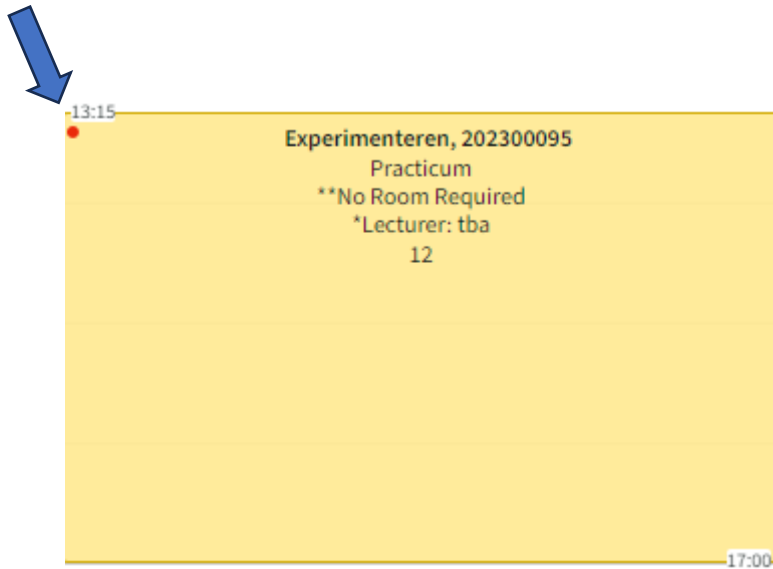 13:15
Experimenteren, 202300095
Practicum
**No Room Required
*Lecturer: tba
12
17:00